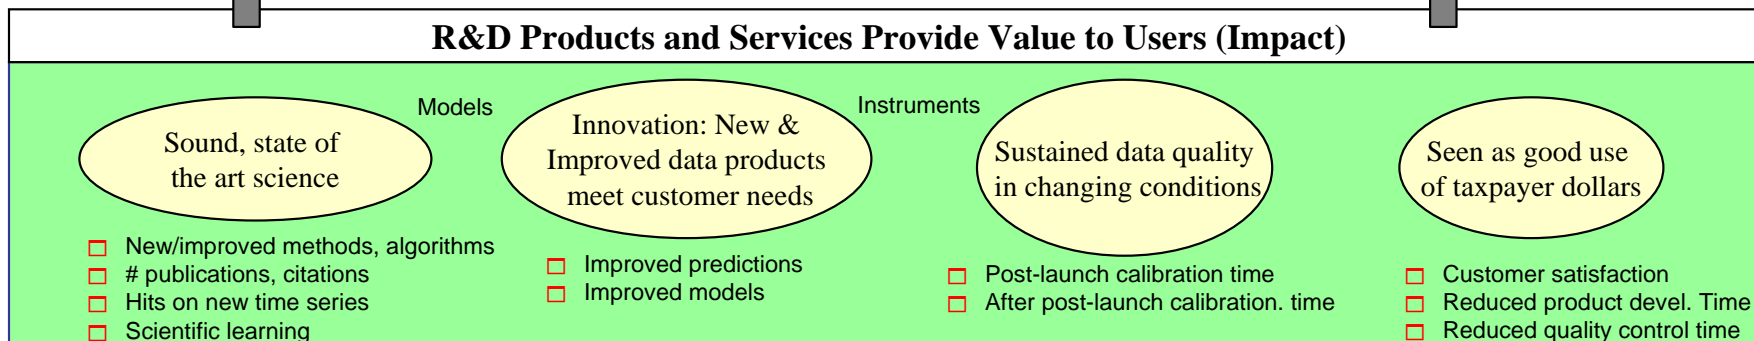 R&D Products and Services Provide Value to Users (Impact)
Sound, state of
the art science
Models
Innovation: New &
Improved data products
meet customer needs
Instruments
Sustained data quality
in changing conditions
Seen as good use
of taxpayer dollars
New/improved methods, algorithms
# publications, citations
Hits on new time series
Scientific learning
Improved predictions
Improved models
Post-launch calibration time
After post-launch calibration. time
Customer satisfaction
Reduced product devel. Time
Reduced quality control time